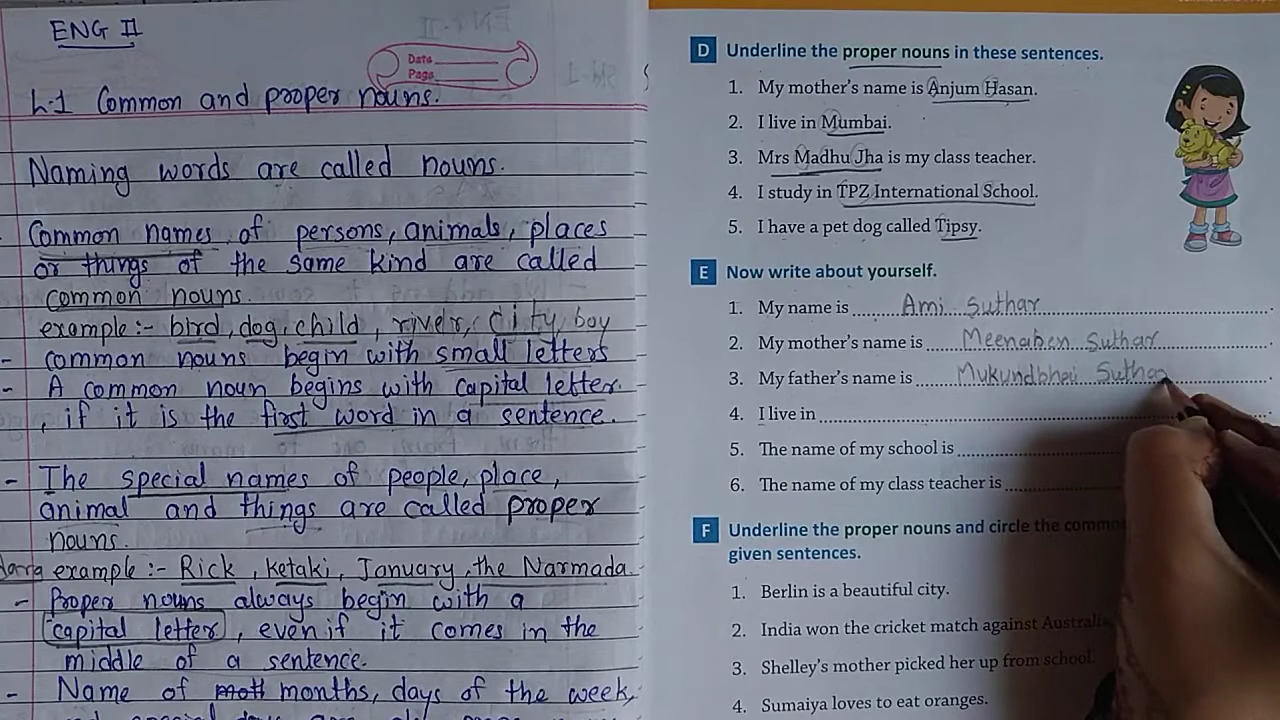 ENG II
Date
Page
L.1 Common and proper nouns.
Naming words are called nouns.
Common names of persons, animals, places
or things of the same kind are called
common nouns.
example:- bird, dog, child, river, city, boy
- common nouns begin with small letters
- A common noun begins with capital letter
, if it is the first word in a sentence.
- The special names of people, place,
animal and things are called proper
nouns.
example:- Rick, Ketaki, January, the Narmada
- Proper nouns always begin with a
capital letter, even if it comes in the
middle of a sentence.
- Name of months, days of the week,
D Underline the proper nouns in these sentences.
1. My mother's name is Anjum Hasan.
2. I live in Mumbai.
3. Mrs Madhu Jha is my class teacher.
4. I study in TPZ International School.
5. I have a pet dog called Tipsy.
E Now write about yourself.
1. My name is Ami Suthar
2. My mother's name is Meenaben Suthar
3. My father's name is Mukundbhai Suthar
4. I live in
5. The name of my school is
6. The name of my class teacher is
F Underline the proper nouns and circle the
given sentences.
1. Berlin is a beautiful city.
2. India won the cricket match against
3. Shelley's mother picked her up from school.
4. Sumaiya loves to eat oranges.